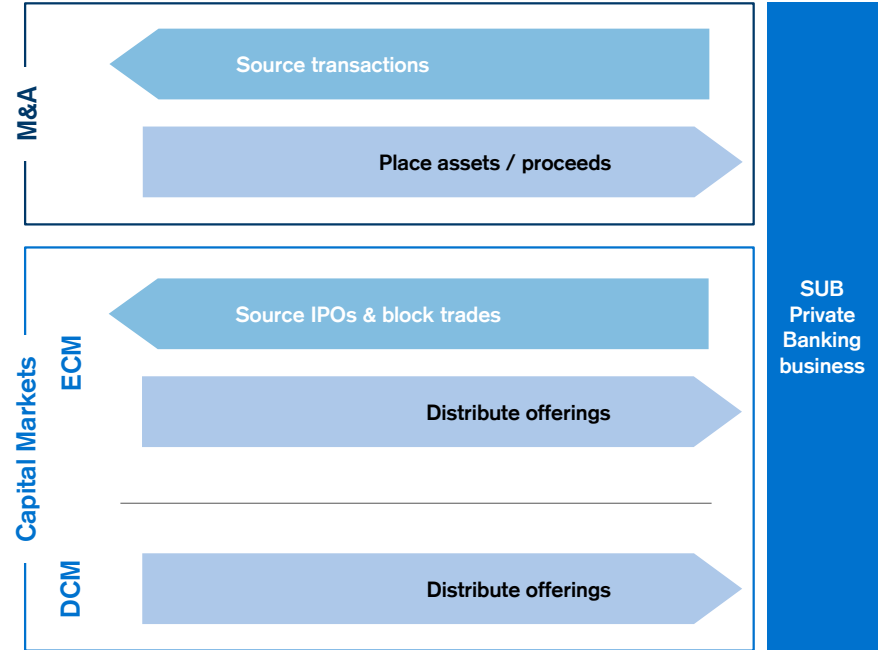 M&A
Source transactions
Place assets / proceeds
Capital Markets
ECM
Source IPOs & block trades
Distribute offerings
DCM
Distribute offerings
SUB
Private
Banking
business